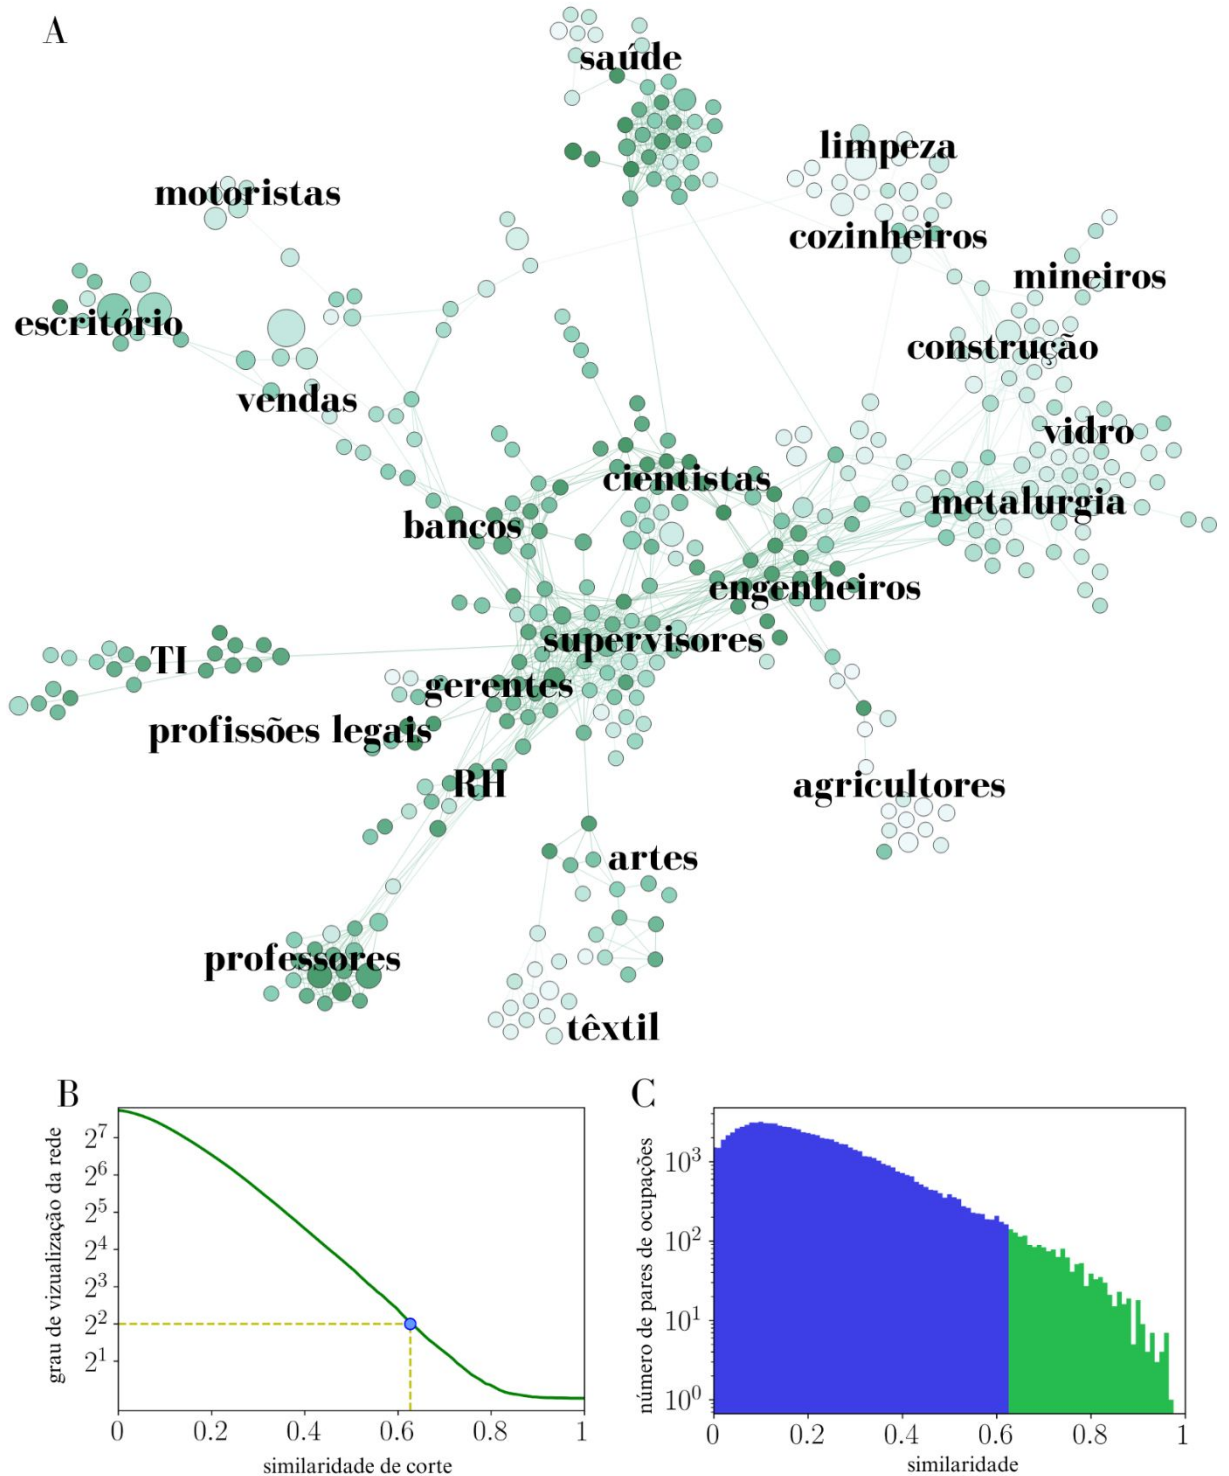 A
saúde
limpeza
motoristas
cozinheiros
mineiros
escritório
construção
vendas
vidro
cientistas
metalurgia
bancos
engenheiros
supervisores
TI
gerentes
profissões legais
RH
agricultores
artes
professores
têxtil
B
grau de vizualização da rede
2^7
2^6
2^5
2^4
2^3
2^2
2^1
0
0.2
0.4
0.6
0.8
1
similaridade de corte
C
número de pares de ocupações
10^3
10^2
10^1
10^0
0
0.2
0.4
0.6
0.8
1
similaridade